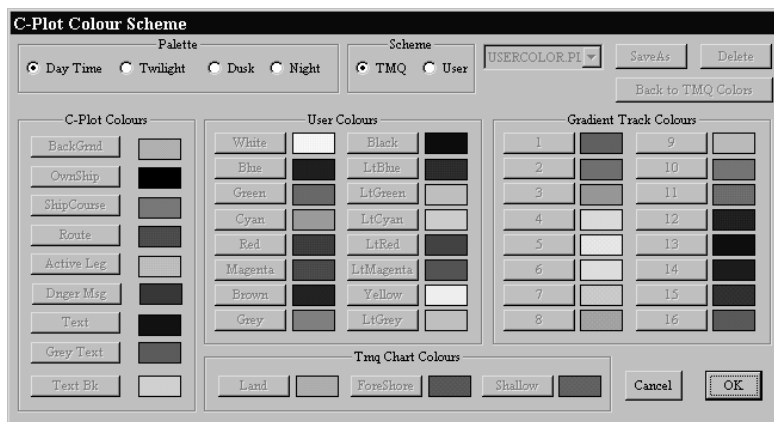 C-Plot Colour Scheme
Palette
Day Time Twilight Dusk Night
Scheme
TMQ User
USERCOLOR.PL
SaveAs Delete
Back to TMQ Colors
C-Plot Colours
BackGrnd
OwnShip
ShipCourse
Route
Active Leg
Dnger Msg
Text
Grey Text
Text Bk
User Colours
White Black
Blue LtBlue
Green LtGreen
Cyan LtCyan
Red LtRed
Magenta LtMagenta
Brown Yellow
Grey LtGrey
Gradient Track Colours
1 9
2 10
3 11
4 12
5 13
6 14
7 15
8 16
Tmq Chart Colours
Land ForeShore Shallow
Cancel OK